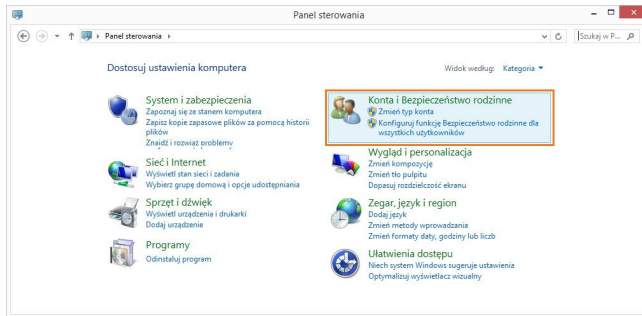 Panel sterowania
Panel sterowania
Szukaj w P...
Dostosuj ustawienia komputera
Widok według: Kategoria
System i zabezpieczenia
Zapoznaj się ze stanem komputera
Zapisz kopie zapasowe plików za pomocą historii
plików
Znajdź i rozwiąż problemy
Sieć i Internet
Wyświetl stan sieci i zadania
Wybierz grupę domową i opcje udostępniania
Sprzęt i dźwięk
Wyświetl urządzenia i drukarki
Dodaj urządzenie
Programy
Odinstaluj program
Konta i Bezpieczeństwo rodzinne
Zmień typ konta
Konfiguruj funkcję Bezpieczeństwo rodzinne dla
wszystkich użytkowników
Wygląd i personalizacja
Zmień kompozycję
Zmień tło pulpitu
Dopasuj rozdzielczość ekranu
Zegar, język i region
Dodaj język
Zmień metody wprowadzania
Zmień formaty daty, godziny lub liczb
Ułatwienia dostępu
Niech system Windows sugeruje ustawienia
Optymalizuj wyświetlacz wizualny